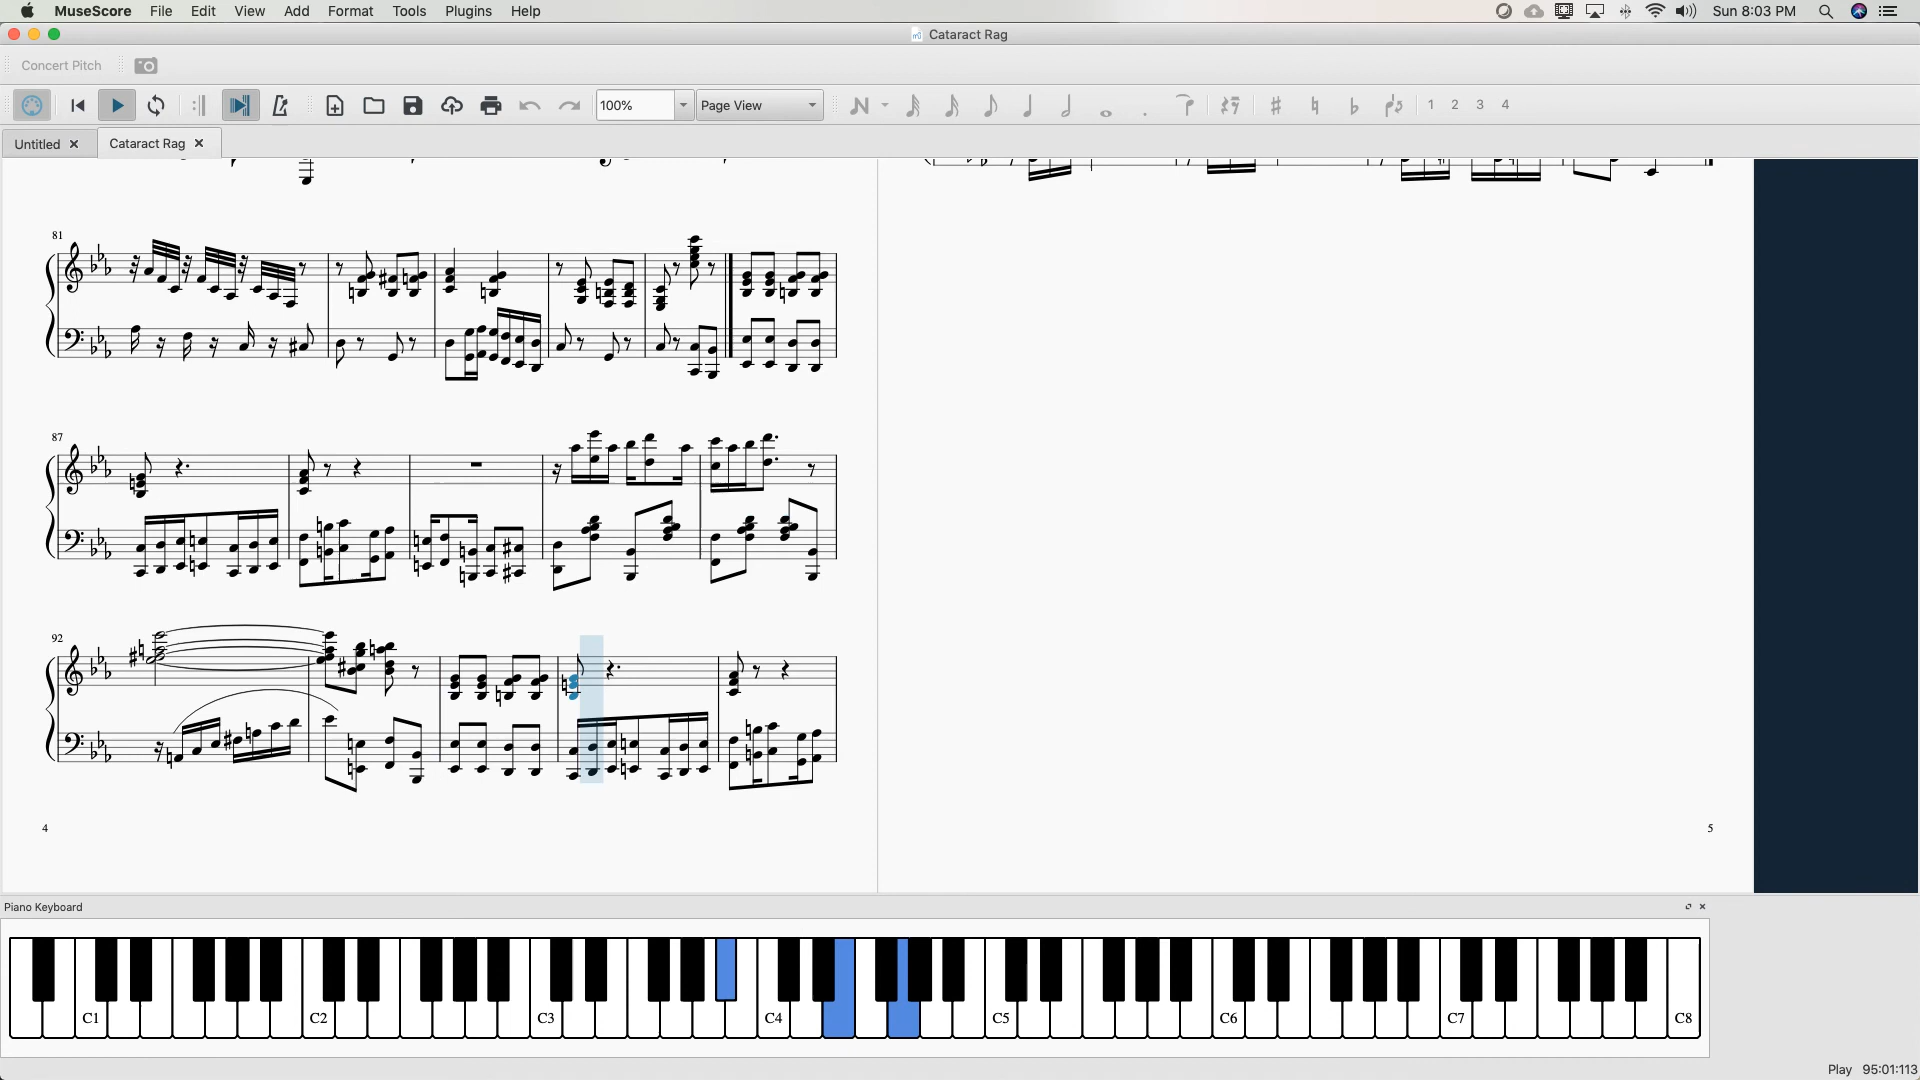 MuseScore File Edit View Add Format Tools Plugins Help Sun 8:03 PM
Cataract Rag
Concert Pitch
100% Page View 1 2 3 4
Untitled Cataract Rag
81
87
92
4 5
Piano Keyboard
C1 C2 C3 C4 C5 C6 C7 C8
Play 95:01:113